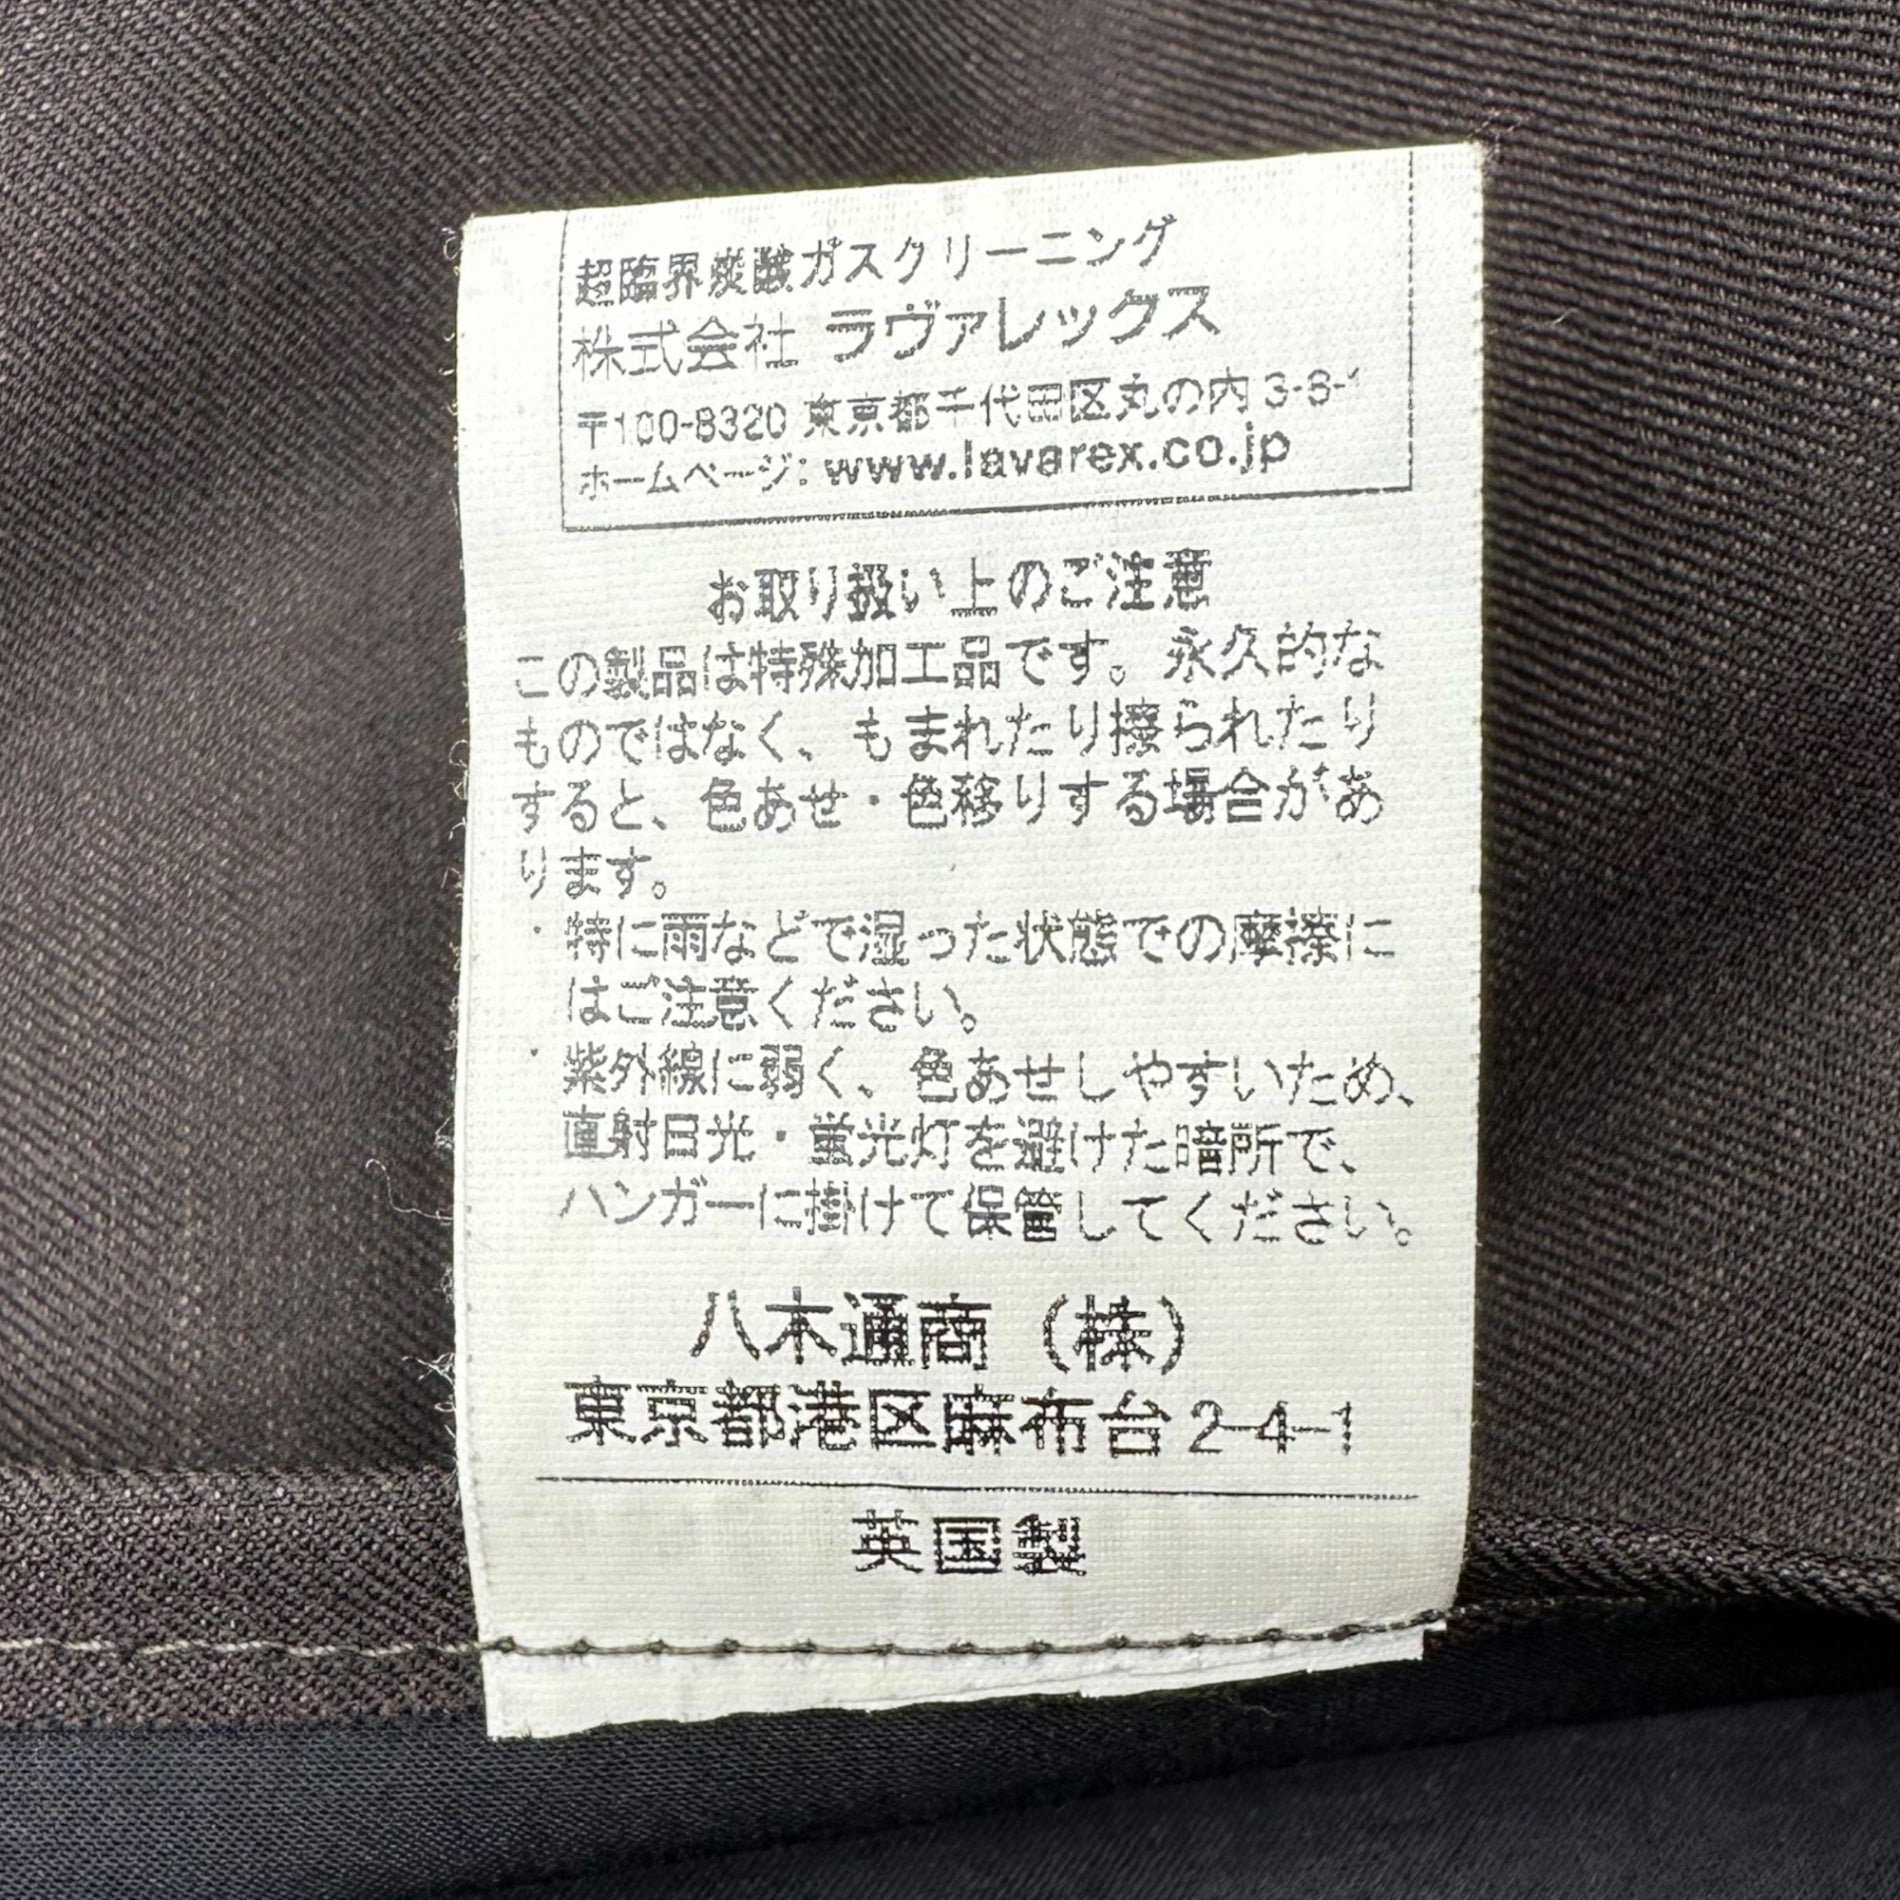 超臨界炭酸ガスクリーニング
株式会社 ラヴァレックス
〒100-8320 東京都千代田区丸の内 3-3-1
ホームページ: www.lavarex.co.jp
お取り扱い上のご注意
この製品は特殊加工品です。永久的な
ものではなく、もまれたり擦られたり
すると、色あせ・色移りする場合があ
ります。
・特に雨などで湿った状態での摩擦に
はご注意ください。
・紫外線に弱く、色あせしやすいため、
直射日光・蛍光灯を避けた暗所で、
ハンガーに掛けて保管してください。
八木通商（株）
東京都港区麻布台 2-4-1
英国製